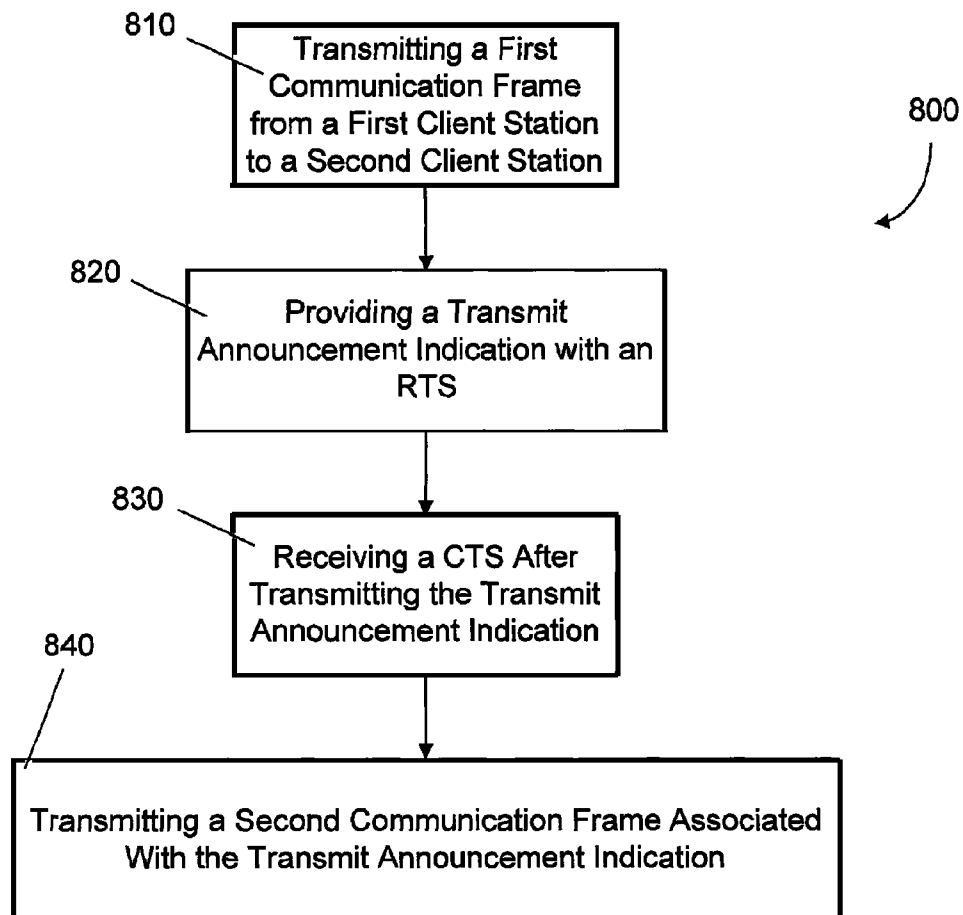 810
Transmitting a First
Communication Frame
from a First Client Station
to a Second Client Station
800
820
Providing a Transmit
Announcement Indication with an
RTS
830
Receiving a CTS After
Transmitting the Transmit
Announcement Indication
840
Transmitting a Second Communication Frame Associated
With the Transmit Announcement Indication